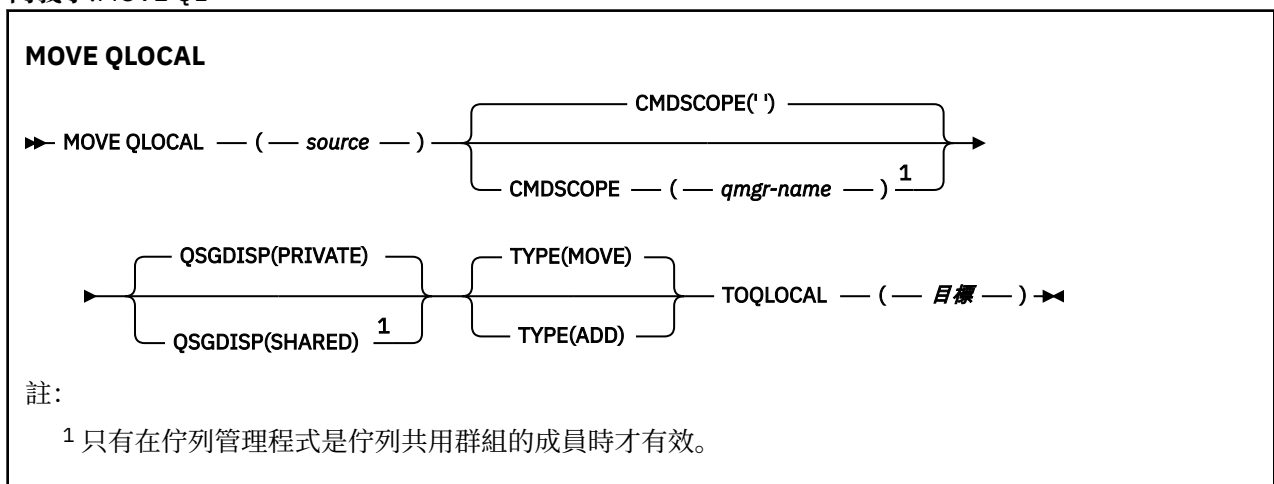 MOVE QLOCAL
CMDSCOPE(' ')
MOVE QLOCAL ( source )
CMDSCOPE ( qmgr-name ) 1
QSGDISP(PRIVATE) TYPE(MOVE)
TOQLOCAL ( 目標 )
QSGDISP(SHARED) 1 TYPE(ADD)
註:
1 只有在佇列管理程式是佇列共用群組的成員時才有效。